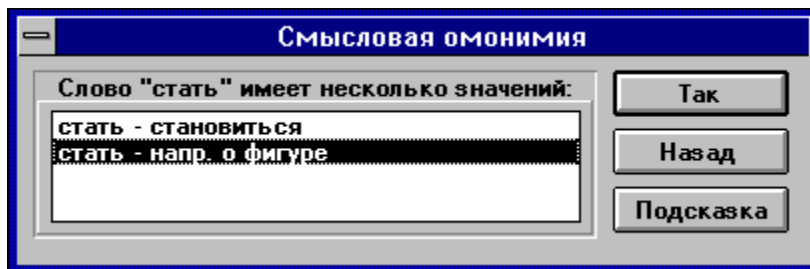 Смысловая омонимия
Слово "стать" имеет несколько значений:
стать - становиться
стать - напр. о фигуре
Так
Назад
Подсказка